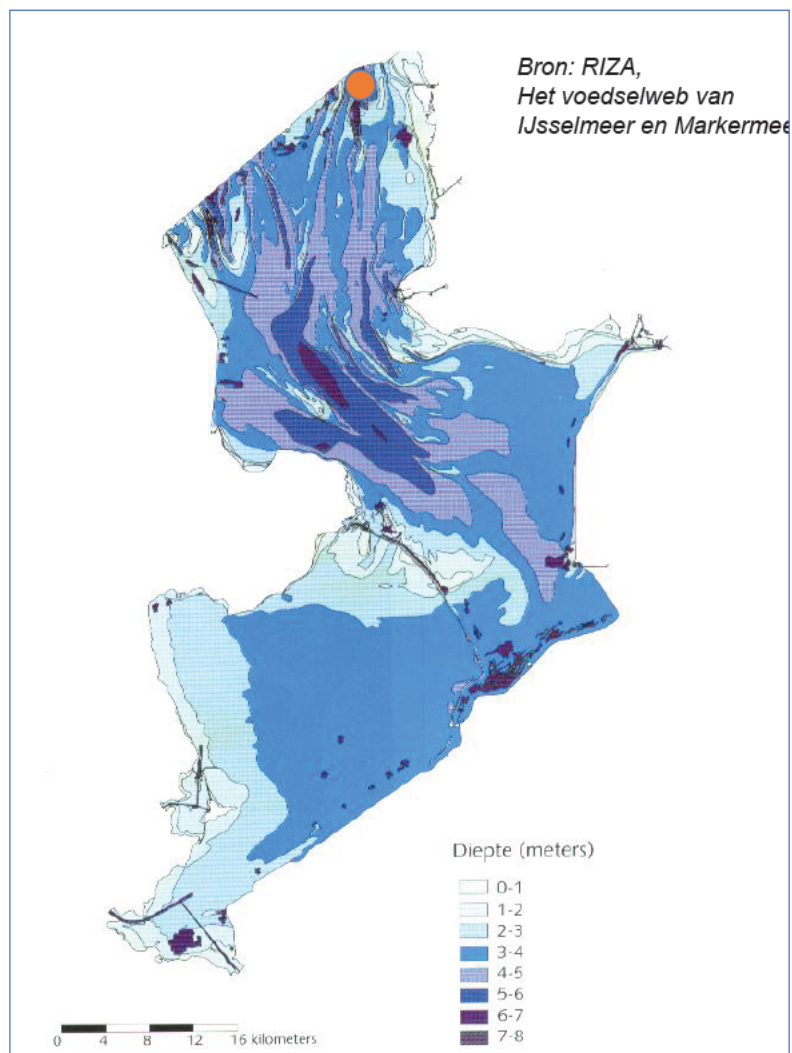 Bron: RIZA,
Het voedselweb van
IJsselmeer en Markermee
Diepte (meters)
0-1
1-2
2-3
3-4
4-5
5-6
6-7
7-8
0 4 8 12 16 kilometers